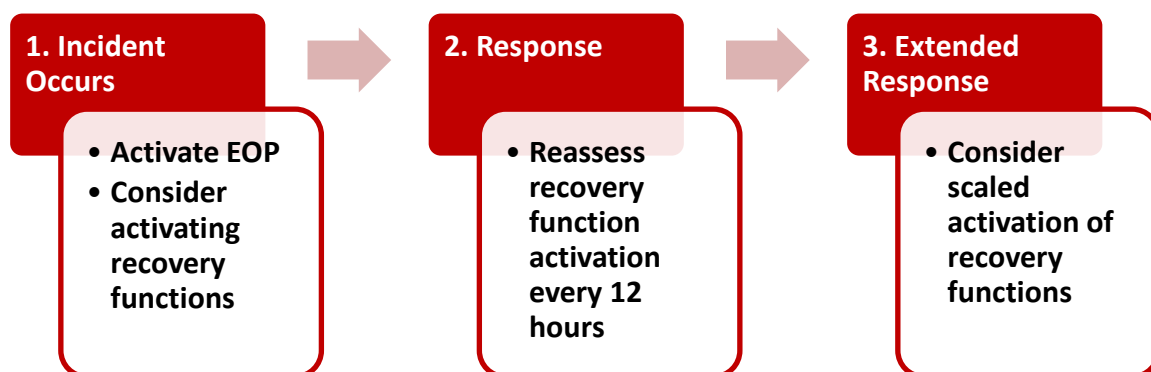 1. Incident
Occurs
• Activate EOP
• Consider
activating
recovery
functions
2. Response
• Reassess
recovery
function
activation
every 12
hours
3. Extended
Response
• Consider
scaled
activation of
recovery
functions